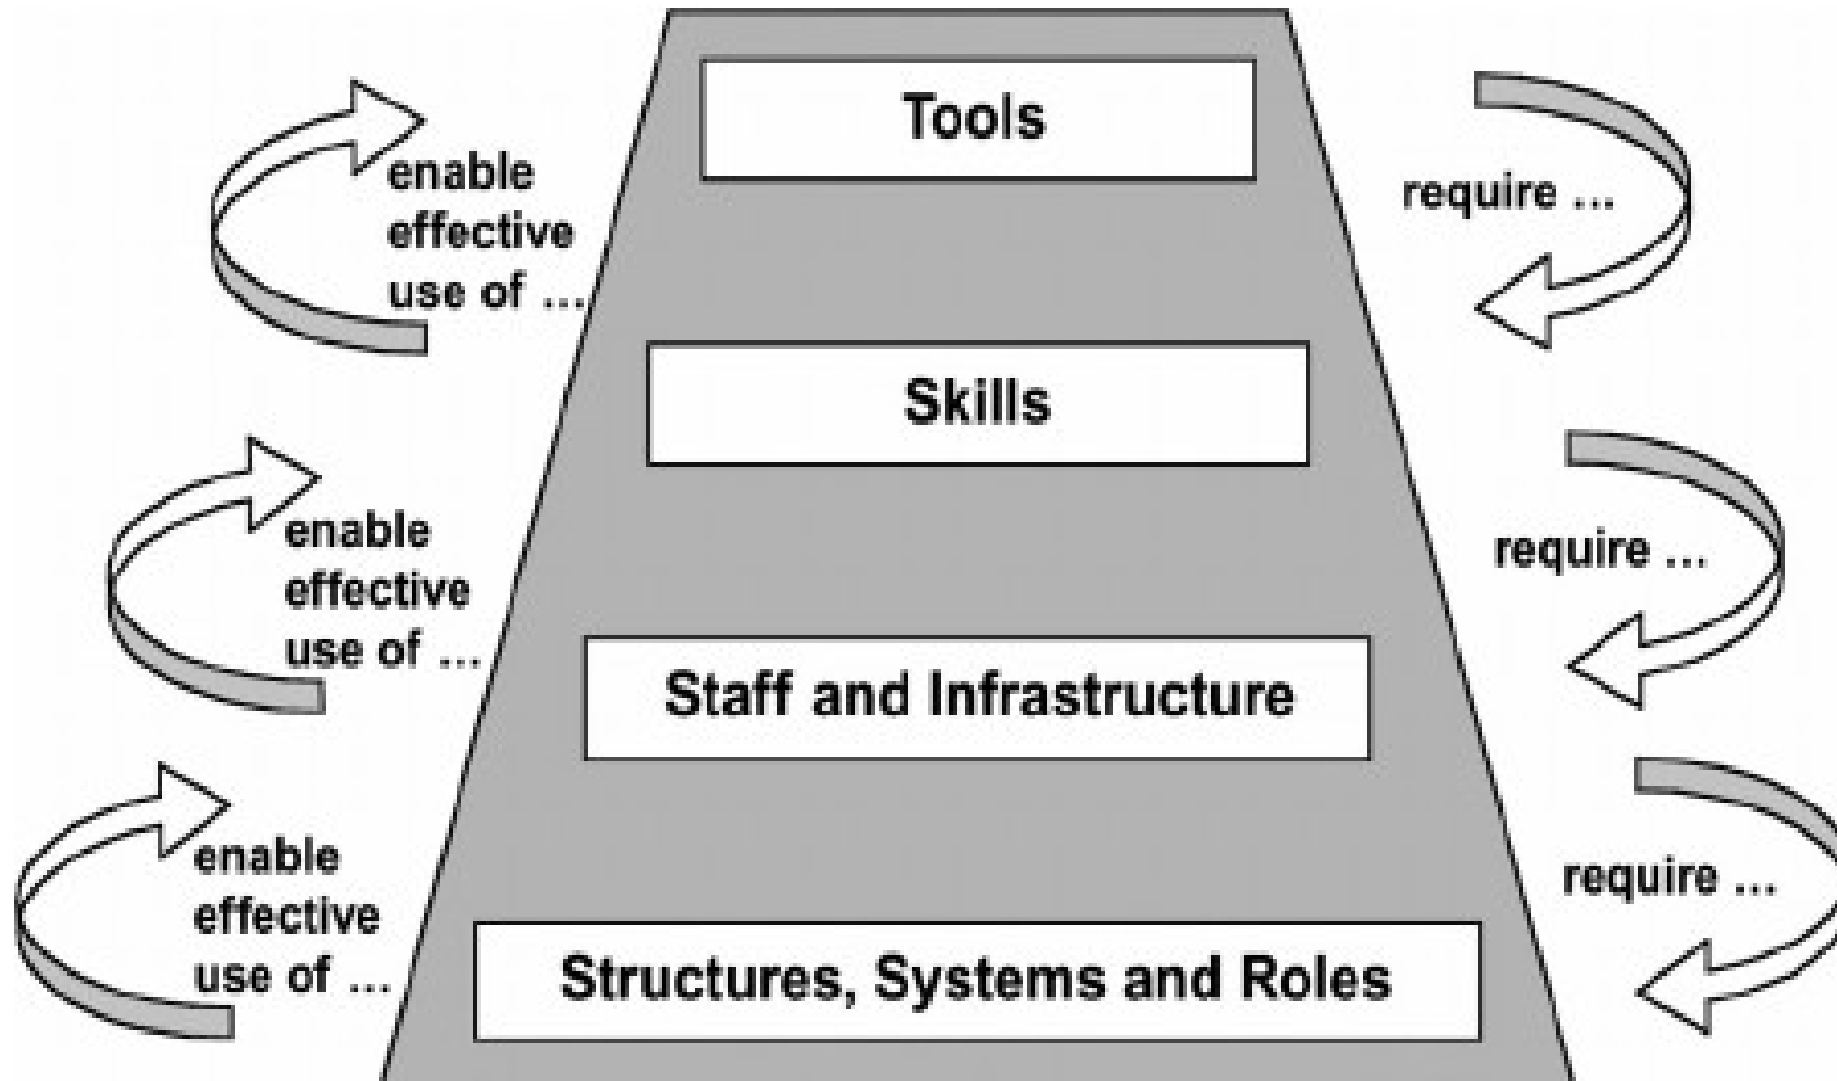 Tools
enable
effective
use of ...
require ...
Skills
enable
effective
use of ...
require ...
Staff and Infrastructure
enable
effective
use of ...
require ...
Structures, Systems and Roles